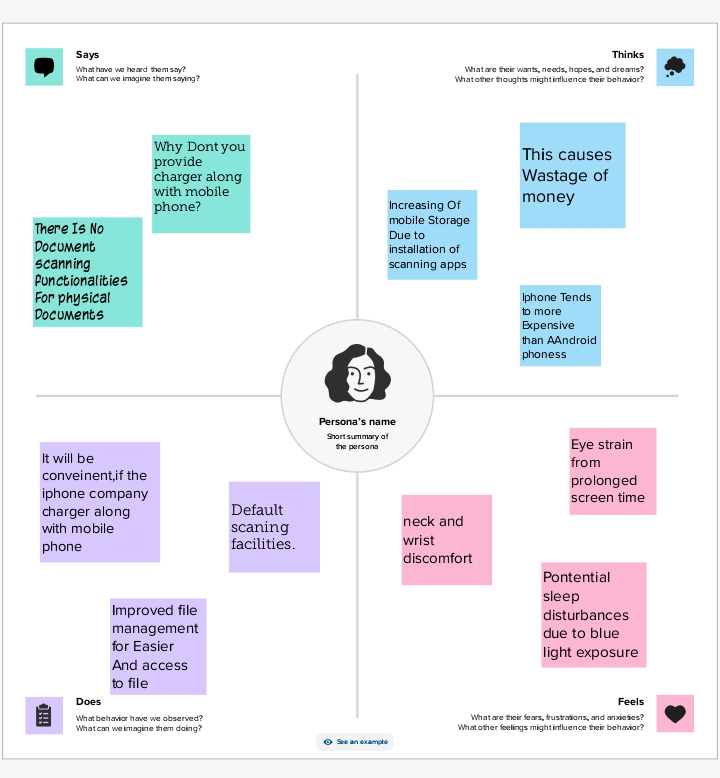 Says
What have we heard them say?
What can we imagine them saying?
Thinks
What are their wants, needs, hopes, and dreams?
What other thoughts might influence their behavior?
Why Dont you
provide
charger along
with mobile
phone?
There Is No
Document
scanning
Functionalities
For physical
Documents
This causes
Wastage of
money
Increasing Of
mobile Storage
Due to
installation of
scanning apps
Iphone Tends
to more
Expensive
than AAndroid
phoness
Persona's name
Short summary of
the persona
It will be
conveinent,if the
iphone company
charger along
with mobile
phone
Default
scaning
facilities.
Improved file
management
for Easier
And access
to file
Eye strain
from
prolonged
screen time
neck and
wrist
discomfort
Pontential
sleep
disturbances
due to blue
light exposure
Does
What behavior have we observed?
What can we imagine them doing?
Feels
What are their fears, frustrations, and anxieties?
What other feelings might influence their behavior?
See an example